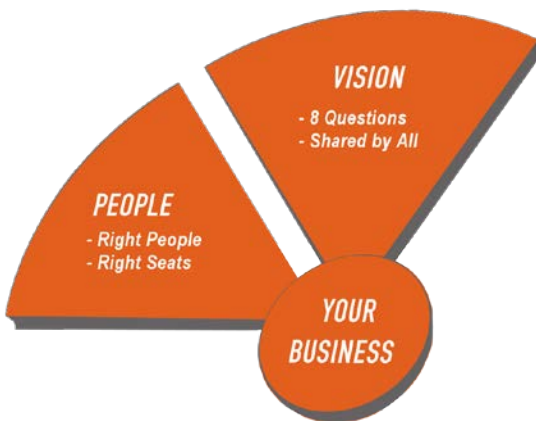 VISION
- 8 Questions
- Shared by All
PEOPLE
- Right People
- Right Seats
YOUR
BUSINESS